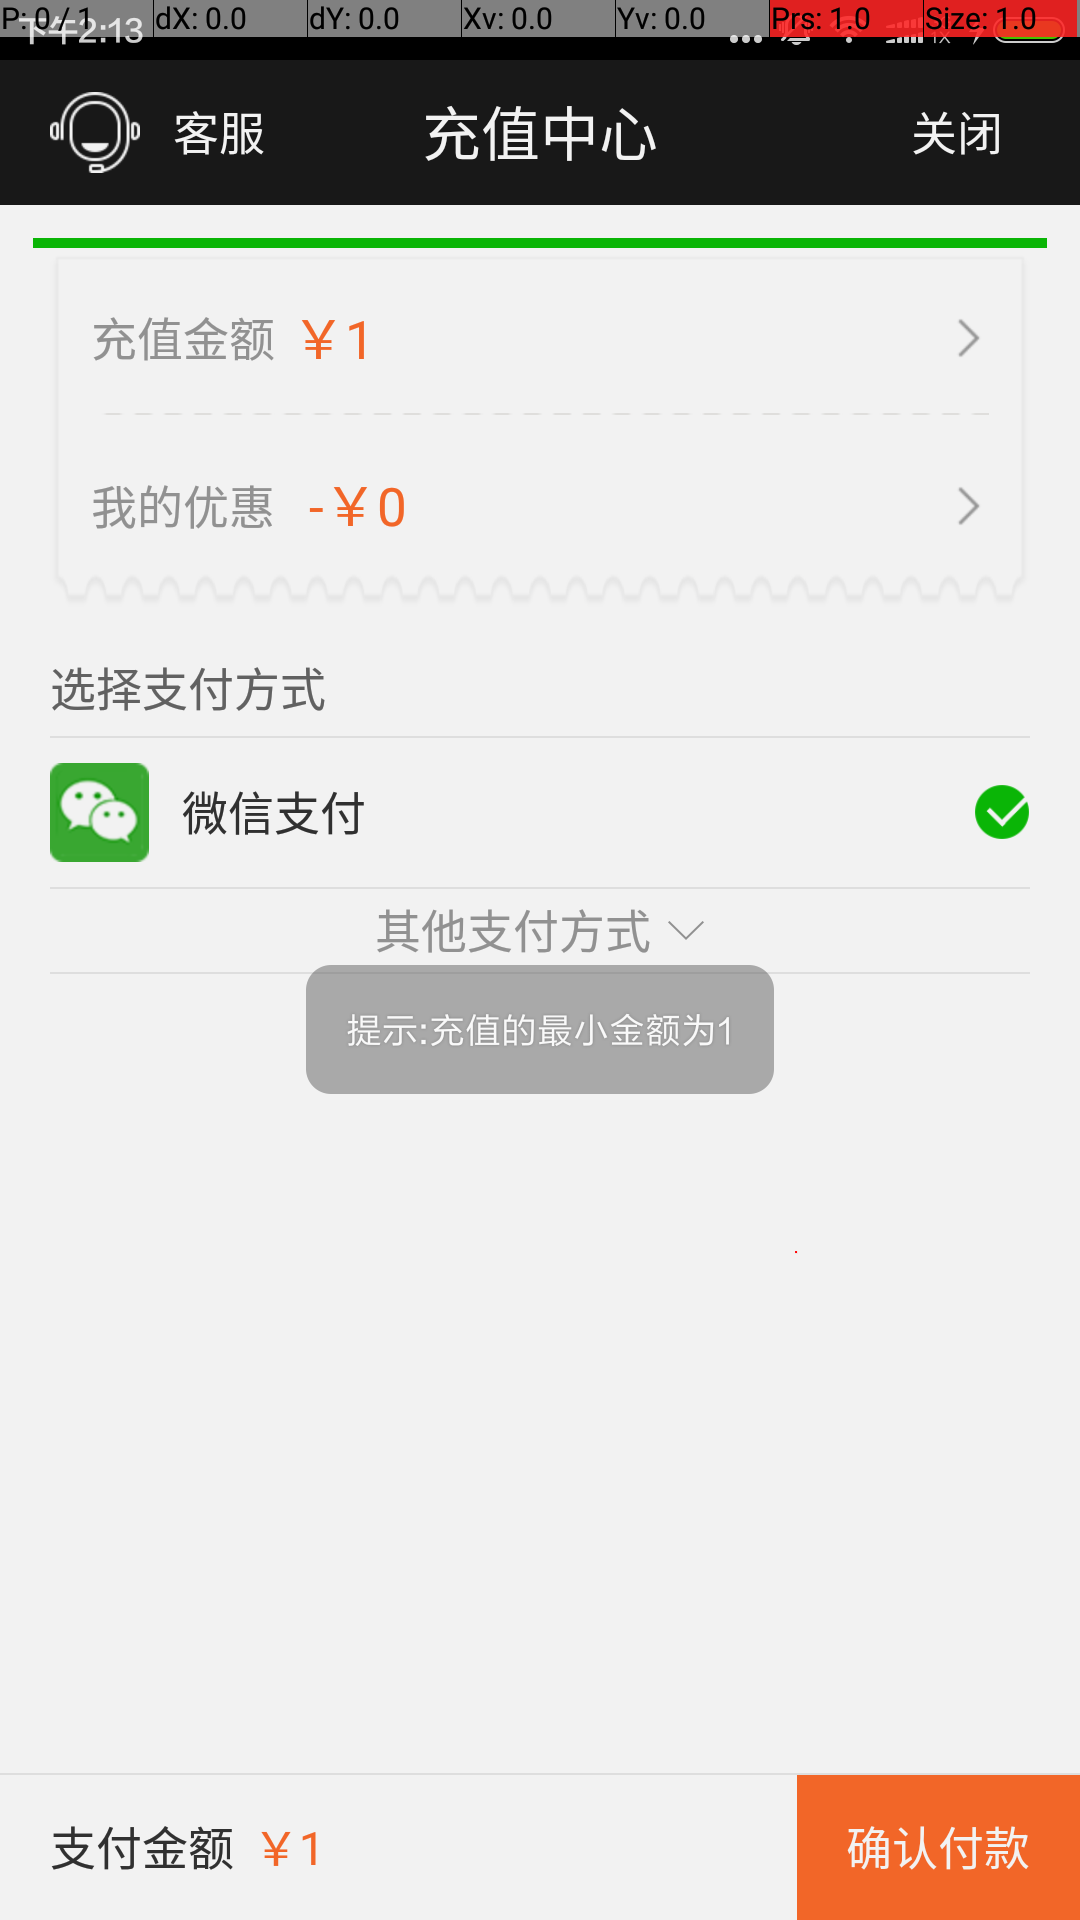 P: 0 / 1 dX: 0.0 dY: 0.0 Xv: 0.0 Yv: 0.0 Prs: 1.0 Size: 1.0
下午2:13 1X
客服 充值中心 关闭
充值金额 ￥1
我的优惠 -￥0
选择支付方式
微信支付
其他支付方式
提示:充值的最小金额为1
支付金额 ￥1 确认付款